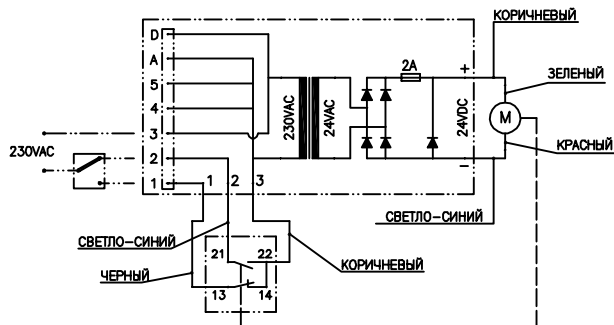 КОРИЧНЕВЫЙ
D
A
5
4
3
2
1
230VAC
230VAC
24VAC
2A
+
24VDC
−
ЗЕЛЕНЫЙ
M
КРАСНЫЙ
1 2 3
СВЕТЛО-СИНИЙ
СВЕТЛО-СИНИЙ
21 22
КОРИЧНЕВЫЙ
ЧЕРНЫЙ
13 14